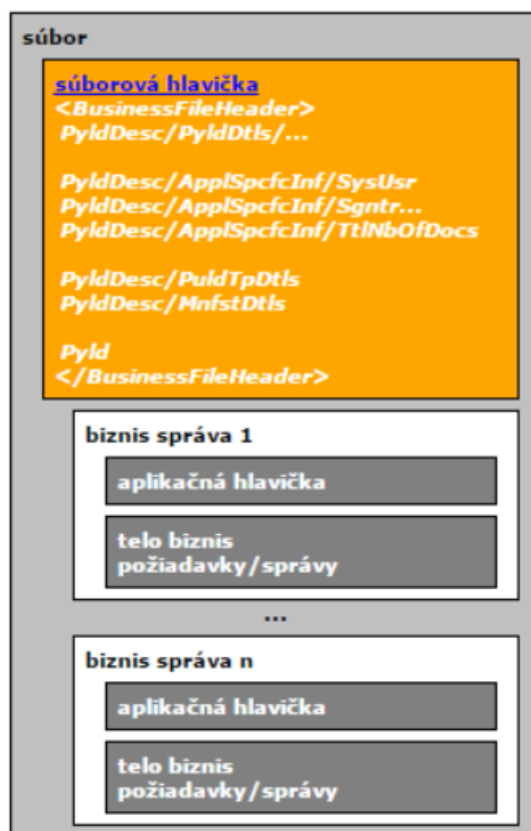 súbor
súborová hlavička
<BusinessFileHeader>
PyldDesc/PyldDtls/...
PyldDesc/ApplSpcfcInf/SysUsr
PyldDesc/ApplSpcfcInf/Sgntr...
PyldDesc/ApplSpcfcInf/TtlNbOfDocs
PyldDesc/PuldTpDtls
PyldDesc/MnfstDtls
Pyld
</BusinessFileHeader>
biznis správa 1
aplikačná hlavička
telo biznis
požiadavky/správy
...
biznis správa n
aplikačná hlavička
telo biznis
požiadavky/správy